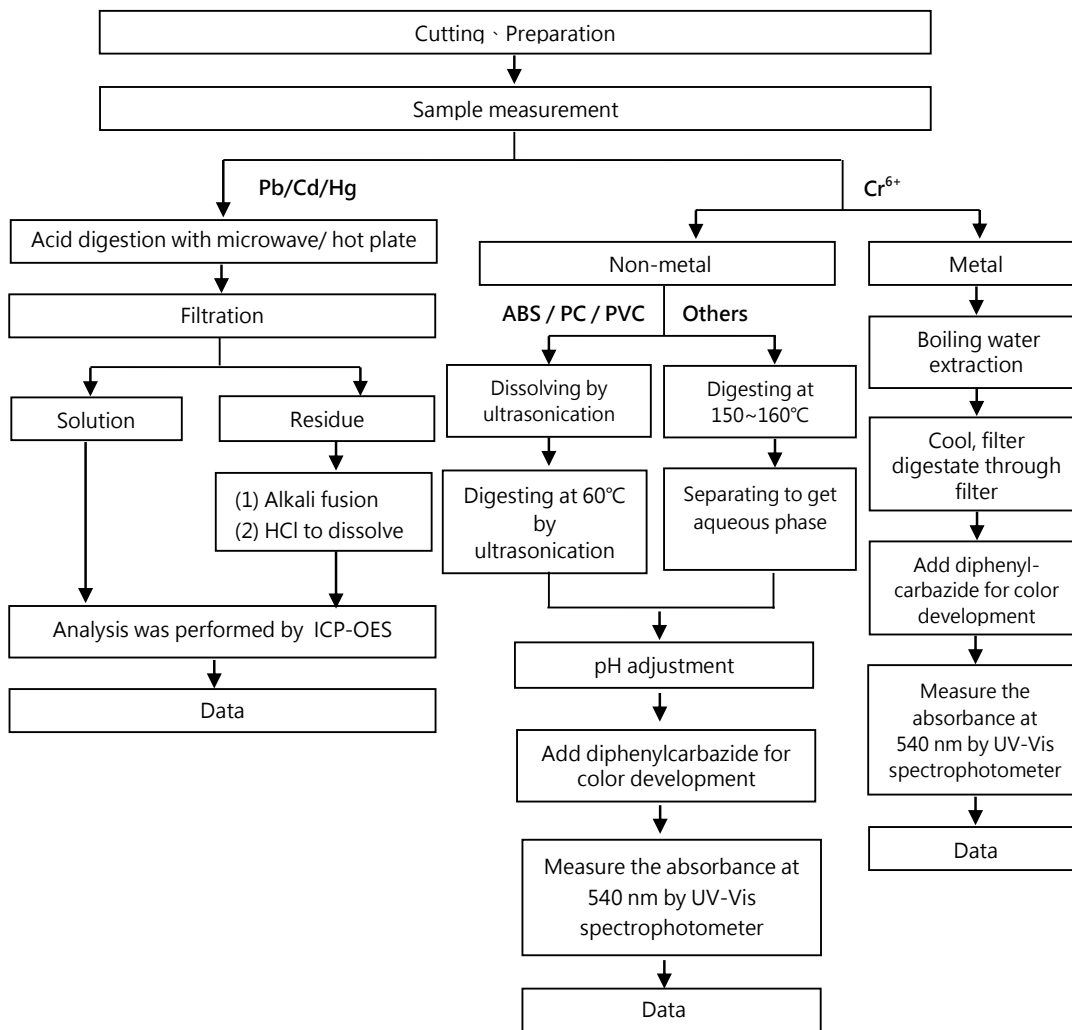 Cutting、Preparation
Sample measurement
Pb/Cd/Hg
Acid digestion with microwave/ hot plate
Filtration
Solution
Residue
(1) Alkali fusion
(2) HCl to dissolve
Analysis was performed by ICP-OES
Data
Cr⁶⁺
Non-metal
ABS / PC / PVC
Others
Dissolving by
ultrasonication
Digesting at 60℃
by
ultrasonication
Digesting at
150~160℃
Separating to get
aqueous phase
pH adjustment
Add diphenylcarbazide for
color development
Measure the absorbance at
540 nm by UV-Vis
spectrophotometer
Data
Metal
Boiling water
extraction
Cool, filter
digestate through
filter
Add diphenyl-
carbazide for color
development
Measure the
absorbance at
540 nm by UV-Vis
spectrophotometer
Data